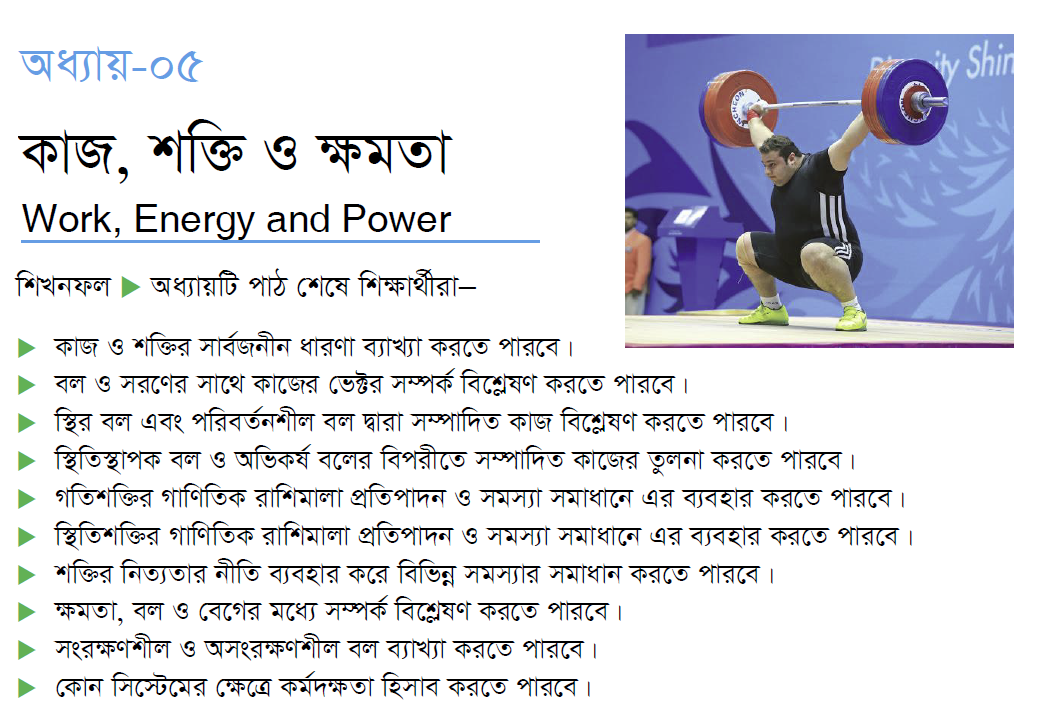 অধ্যায়-০৫
কাজ, শক্তি ও ক্ষমতা
Work, Energy and Power
শিখনফল ▶ অধ্যায়টি পাঠ শেষে শিক্ষার্থীরা–
▶ কাজ ও শক্তির সার্বজনীন ধারণা ব্যাখ্যা করতে পারবে।
▶ বল ও সরণের সাথে কাজের ভেক্টর সম্পর্ক বিশ্লেষণ করতে পারবে।
▶ স্থির বল এবং পরিবর্তনশীল বল দ্বারা সম্পাদিত কাজ বিশ্লেষণ করতে পারবে।
▶ স্থিতিস্থাপক বল ও অভিকর্ষ বলের বিপরীতে সম্পাদিত কাজের তুলনা করতে পারবে।
▶ গতিশক্তির গাণিতিক রাশিমালা প্রতিপাদন ও সমস্যা সমাধানে এর ব্যবহার করতে পারবে।
▶ স্থিতিশক্তির গাণিতিক রাশিমালা প্রতিপাদন ও সমস্যা সমাধানে এর ব্যবহার করতে পারবে।
▶ শক্তির নিত্যতার নীতি ব্যবহার করে বিভিন্ন সমস্যার সমাধান করতে পারবে।
▶ ক্ষমতা, বল ও বেগের মধ্যে সম্পর্ক বিশ্লেষণ করতে পারবে।
▶ সংরক্ষণশীল ও অসংরক্ষণশীল বল ব্যাখ্যা করতে পারবে।
▶ কোন সিস্টেমের ক্ষেত্রে কর্মদক্ষতা হিসাব করতে পারবে।